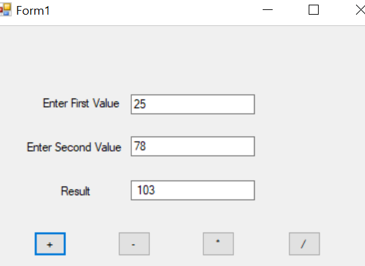 Form1
Enter First Value 25
Enter Second Value 78
Result 103
+ - * /